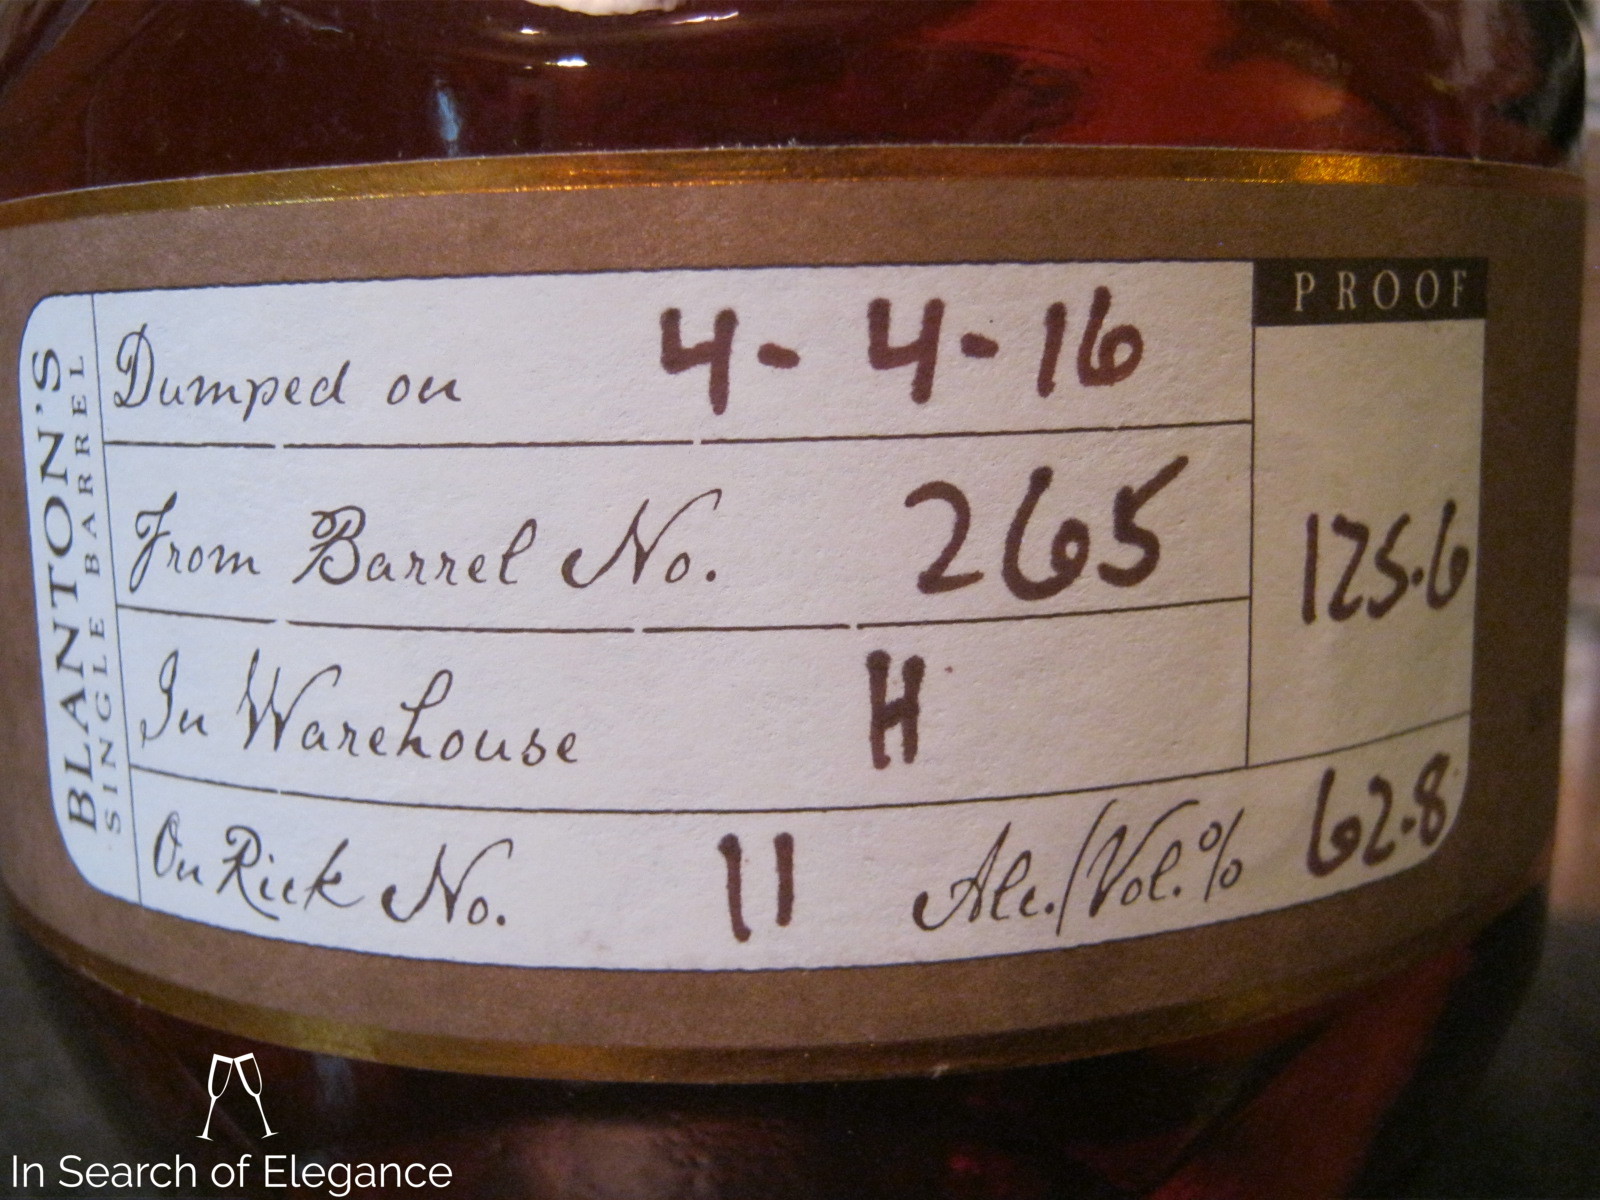 BLANTON'S
SINGLE BARREL
Dumped on 4-4-16
From Barrel No. 265
In Warehouse H
On Rick No. 11 Alc./Vol.% 62.8
PROOF
125.6
In Search of Elegance